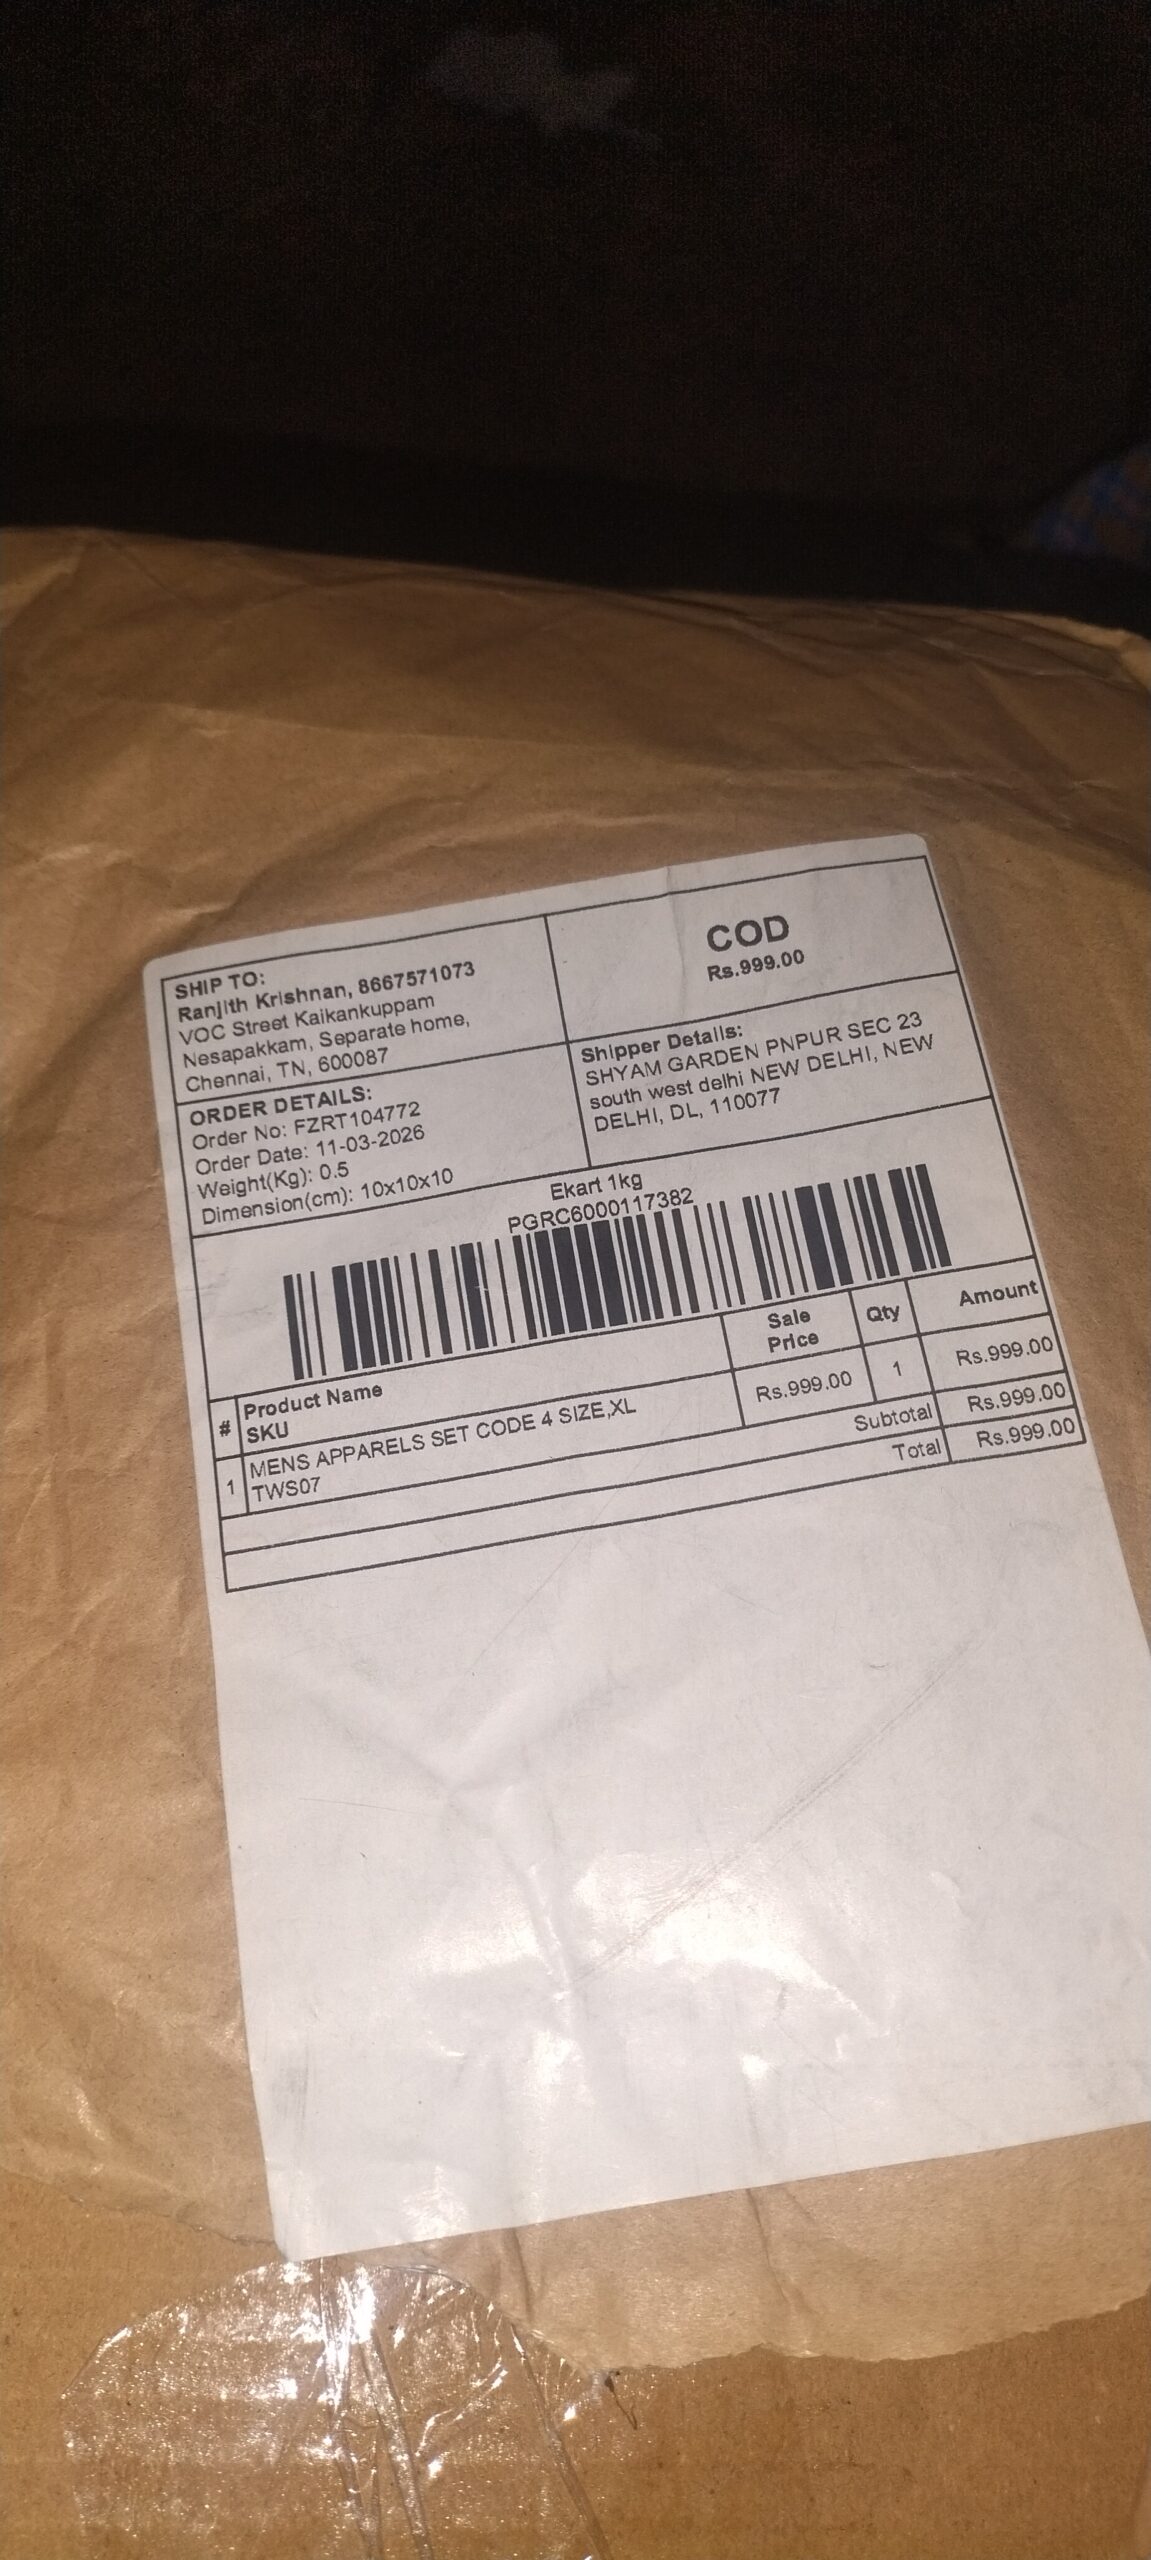 SHIP TO:
Ranjith Krishnan, 8667571073
VOC Street Kaikankuppam
Nesapakkam, Separate home,
Chennai, TN, 600087
COD
Rs.999.00
ORDER DETAILS:
Order No: FZRT104772
Order Date: 11-03-2026
Weight(Kg): 0.5
Dimension(cm): 10x10x10
Shipper Details:
SHYAM GARDEN PNPUR SEC 23
south west delhi NEW DELHI, NEW
DELHI, DL, 110077
Ekart 1kg
PGRC6000117382
# Product Name SKU Sale Price Qty Amount
1 MENS APPARELS SET CODE 4 SIZE,XL Rs.999.00 1 Rs.999.00
TWS07
Subtotal Rs.999.00
Total Rs.999.00